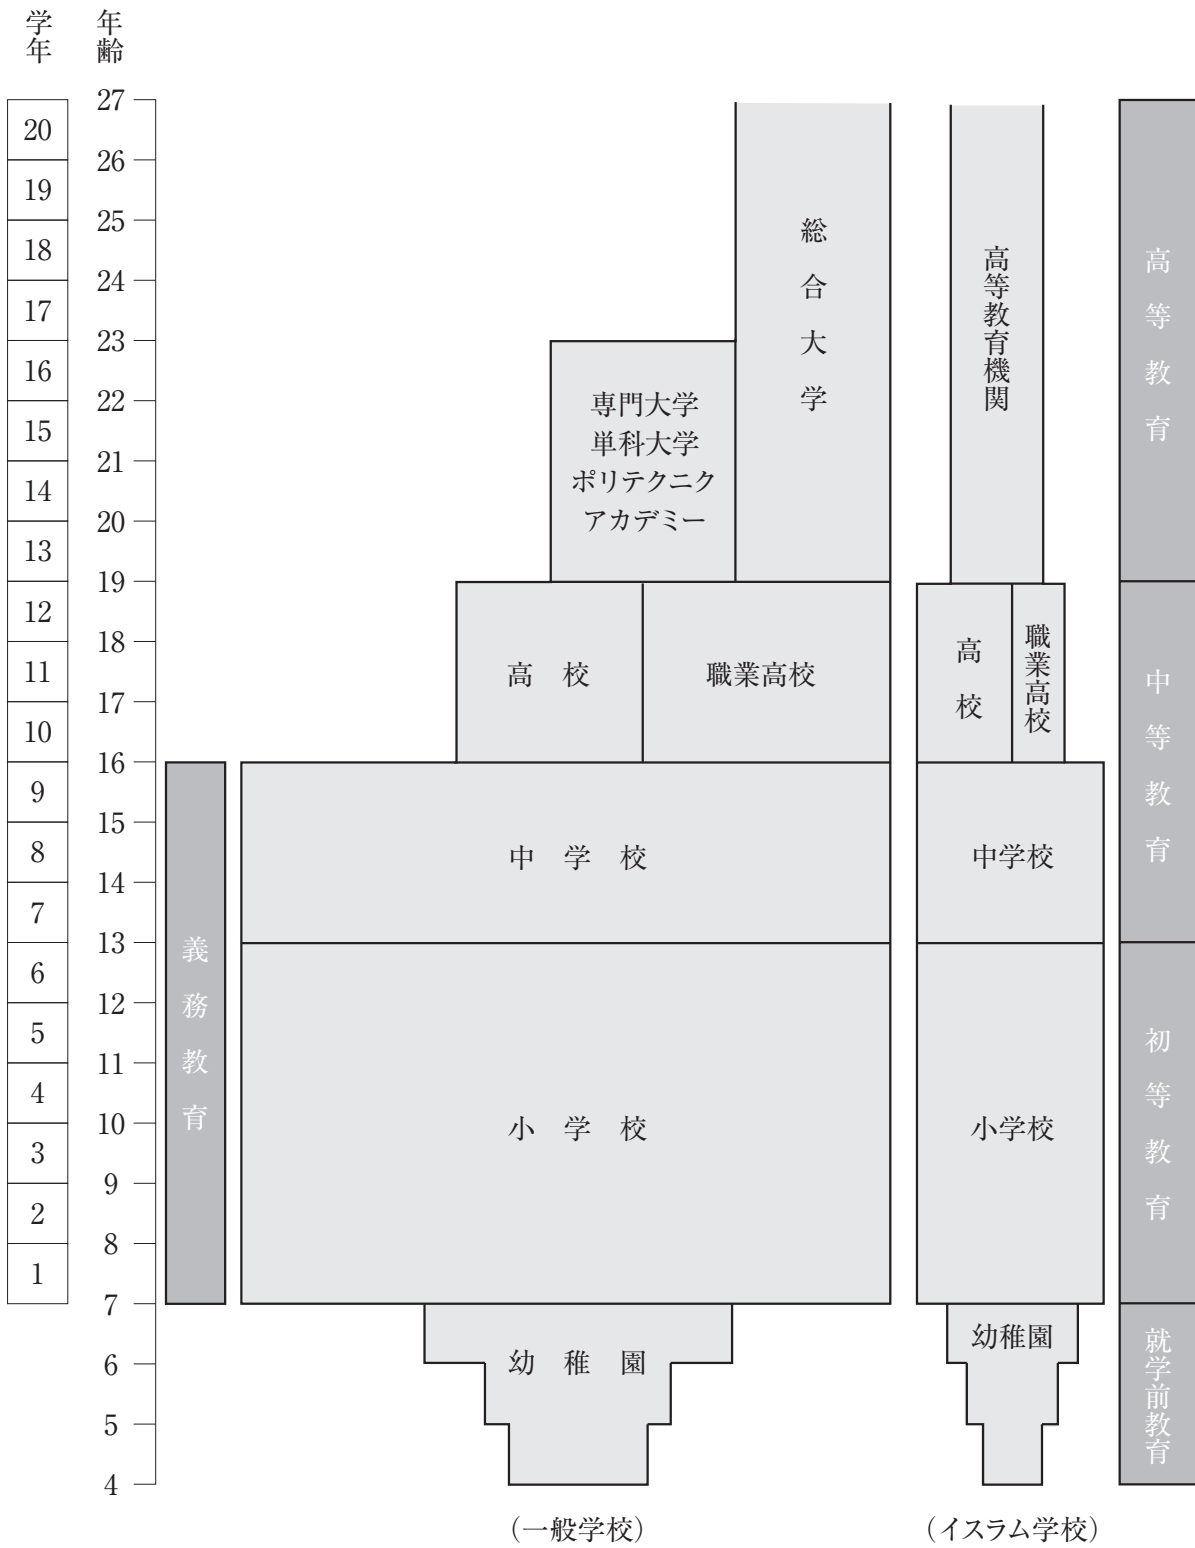 学年
年齢
27
20
26
19
25
18
24
17
23
16
22
15
21
14
20
13
19
12
18
11
17
10
16
9
15
8
14
7
13
6
12
5
11
4
10
3
9
2
8
1
7
6
5
4
義務教育
総合大学
専門大学
単科大学
ポリテクニク
アカデミー
高校
職業高校
中学校
小学校
幼稚園
(一般学校)
高等教育機関
高校
職業高校
中学校
小学校
幼稚園
(イスラム学校)
高等教育
中等教育
初等教育
就学前教育